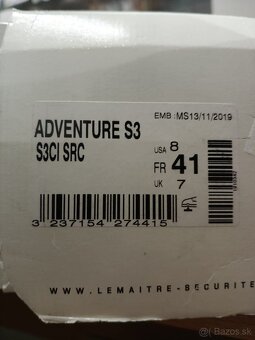 EMB :MS13/11/2019
ADVENTURE S3
S3CI SRC
USA 8
FR 41
UK 7
3 237154 274415
WWW.LEMAITRE-SECURITE
Bazos.sk